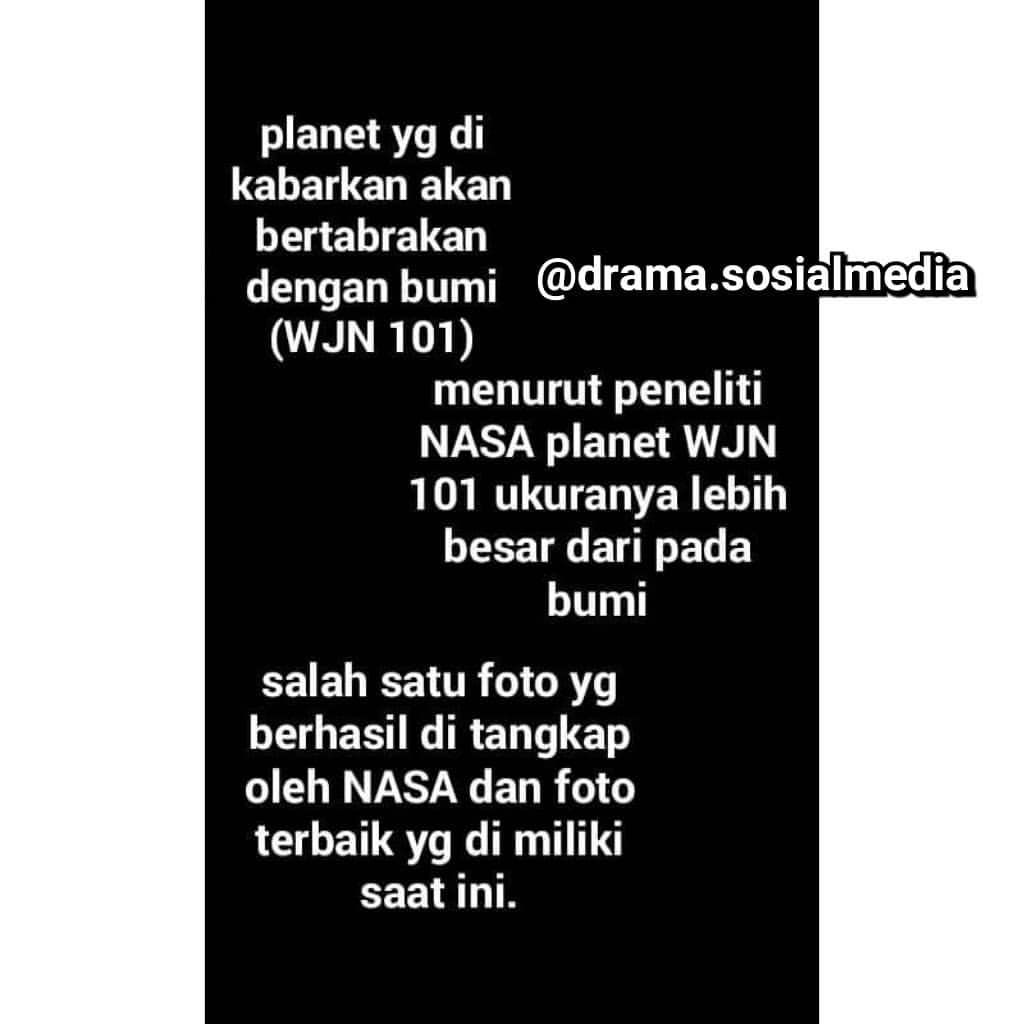 planet yg di
kabarkan akan
bertabrakan
dengan bumi
(WJN 101)
@drama.sosialmedia
menurut peneliti
NASA planet WJN
101 ukuranya lebih
besar dari pada
bumi
salah satu foto yg
berhasil di tangkap
oleh NASA dan foto
terbaik yg di miliki
saat ini.